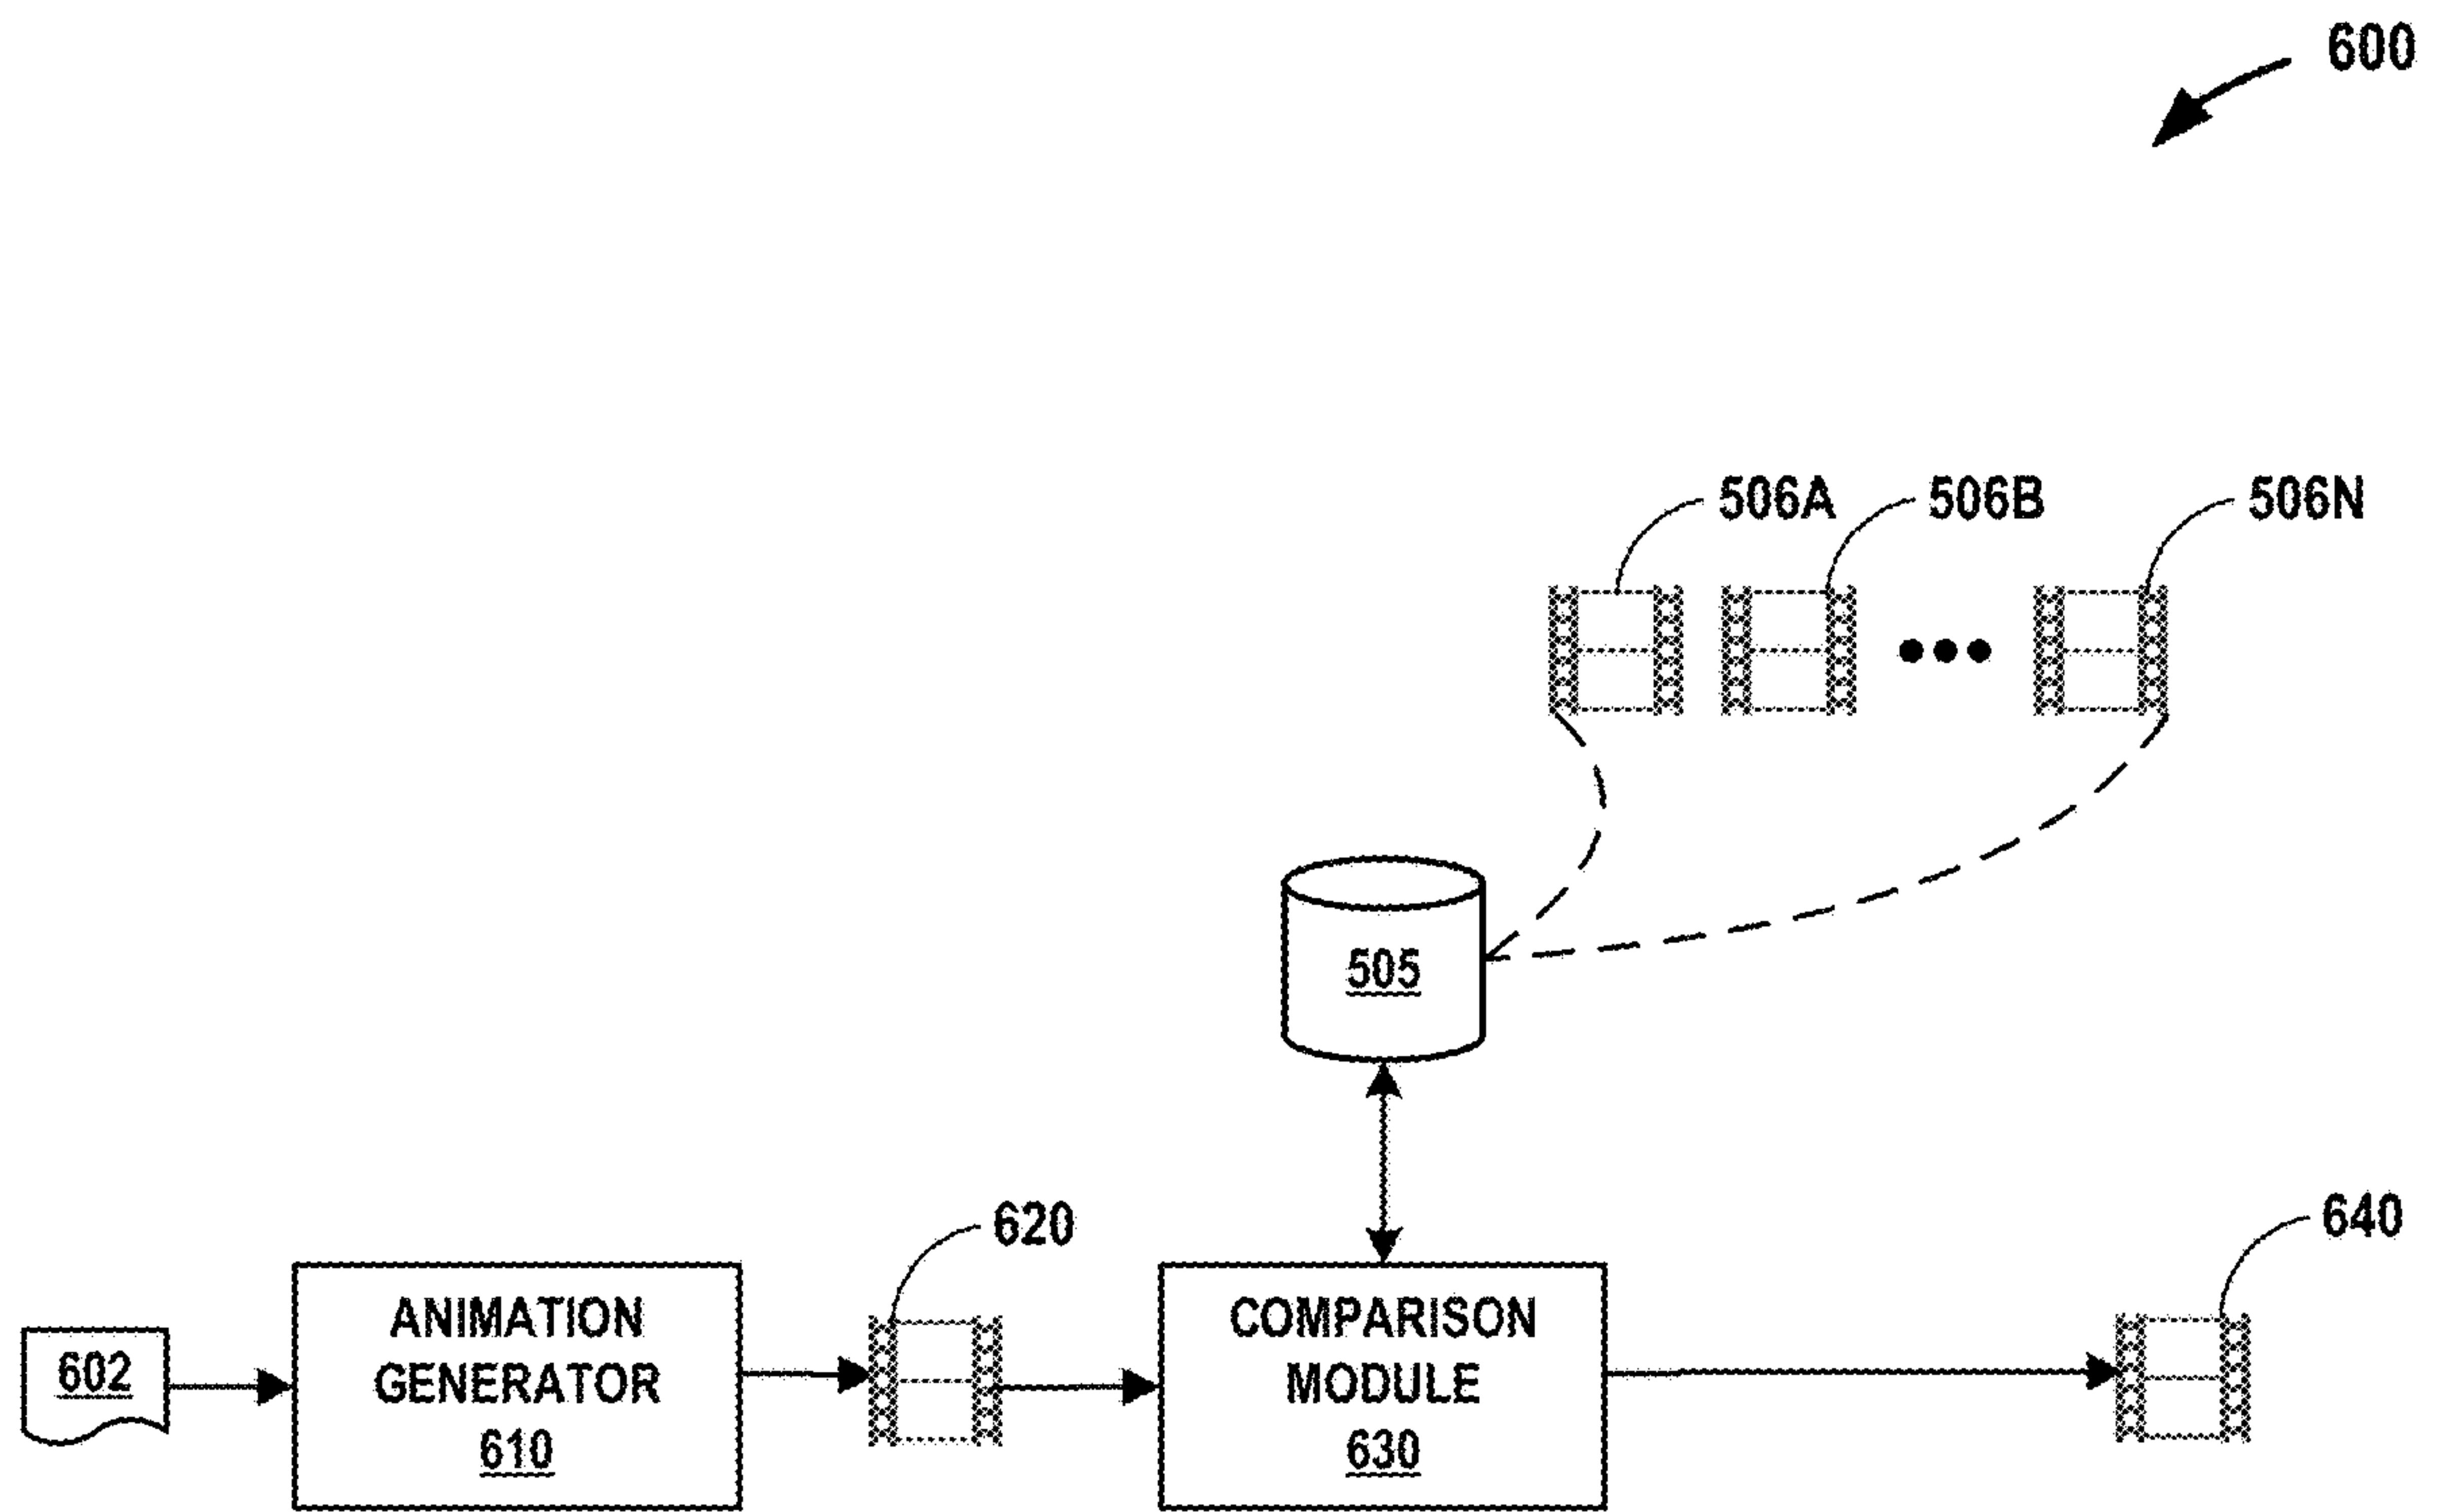 600
506A
506B
506N
505
620
640
602
ANIMATION
GENERATOR
610
COMPARISON
MODULE
630